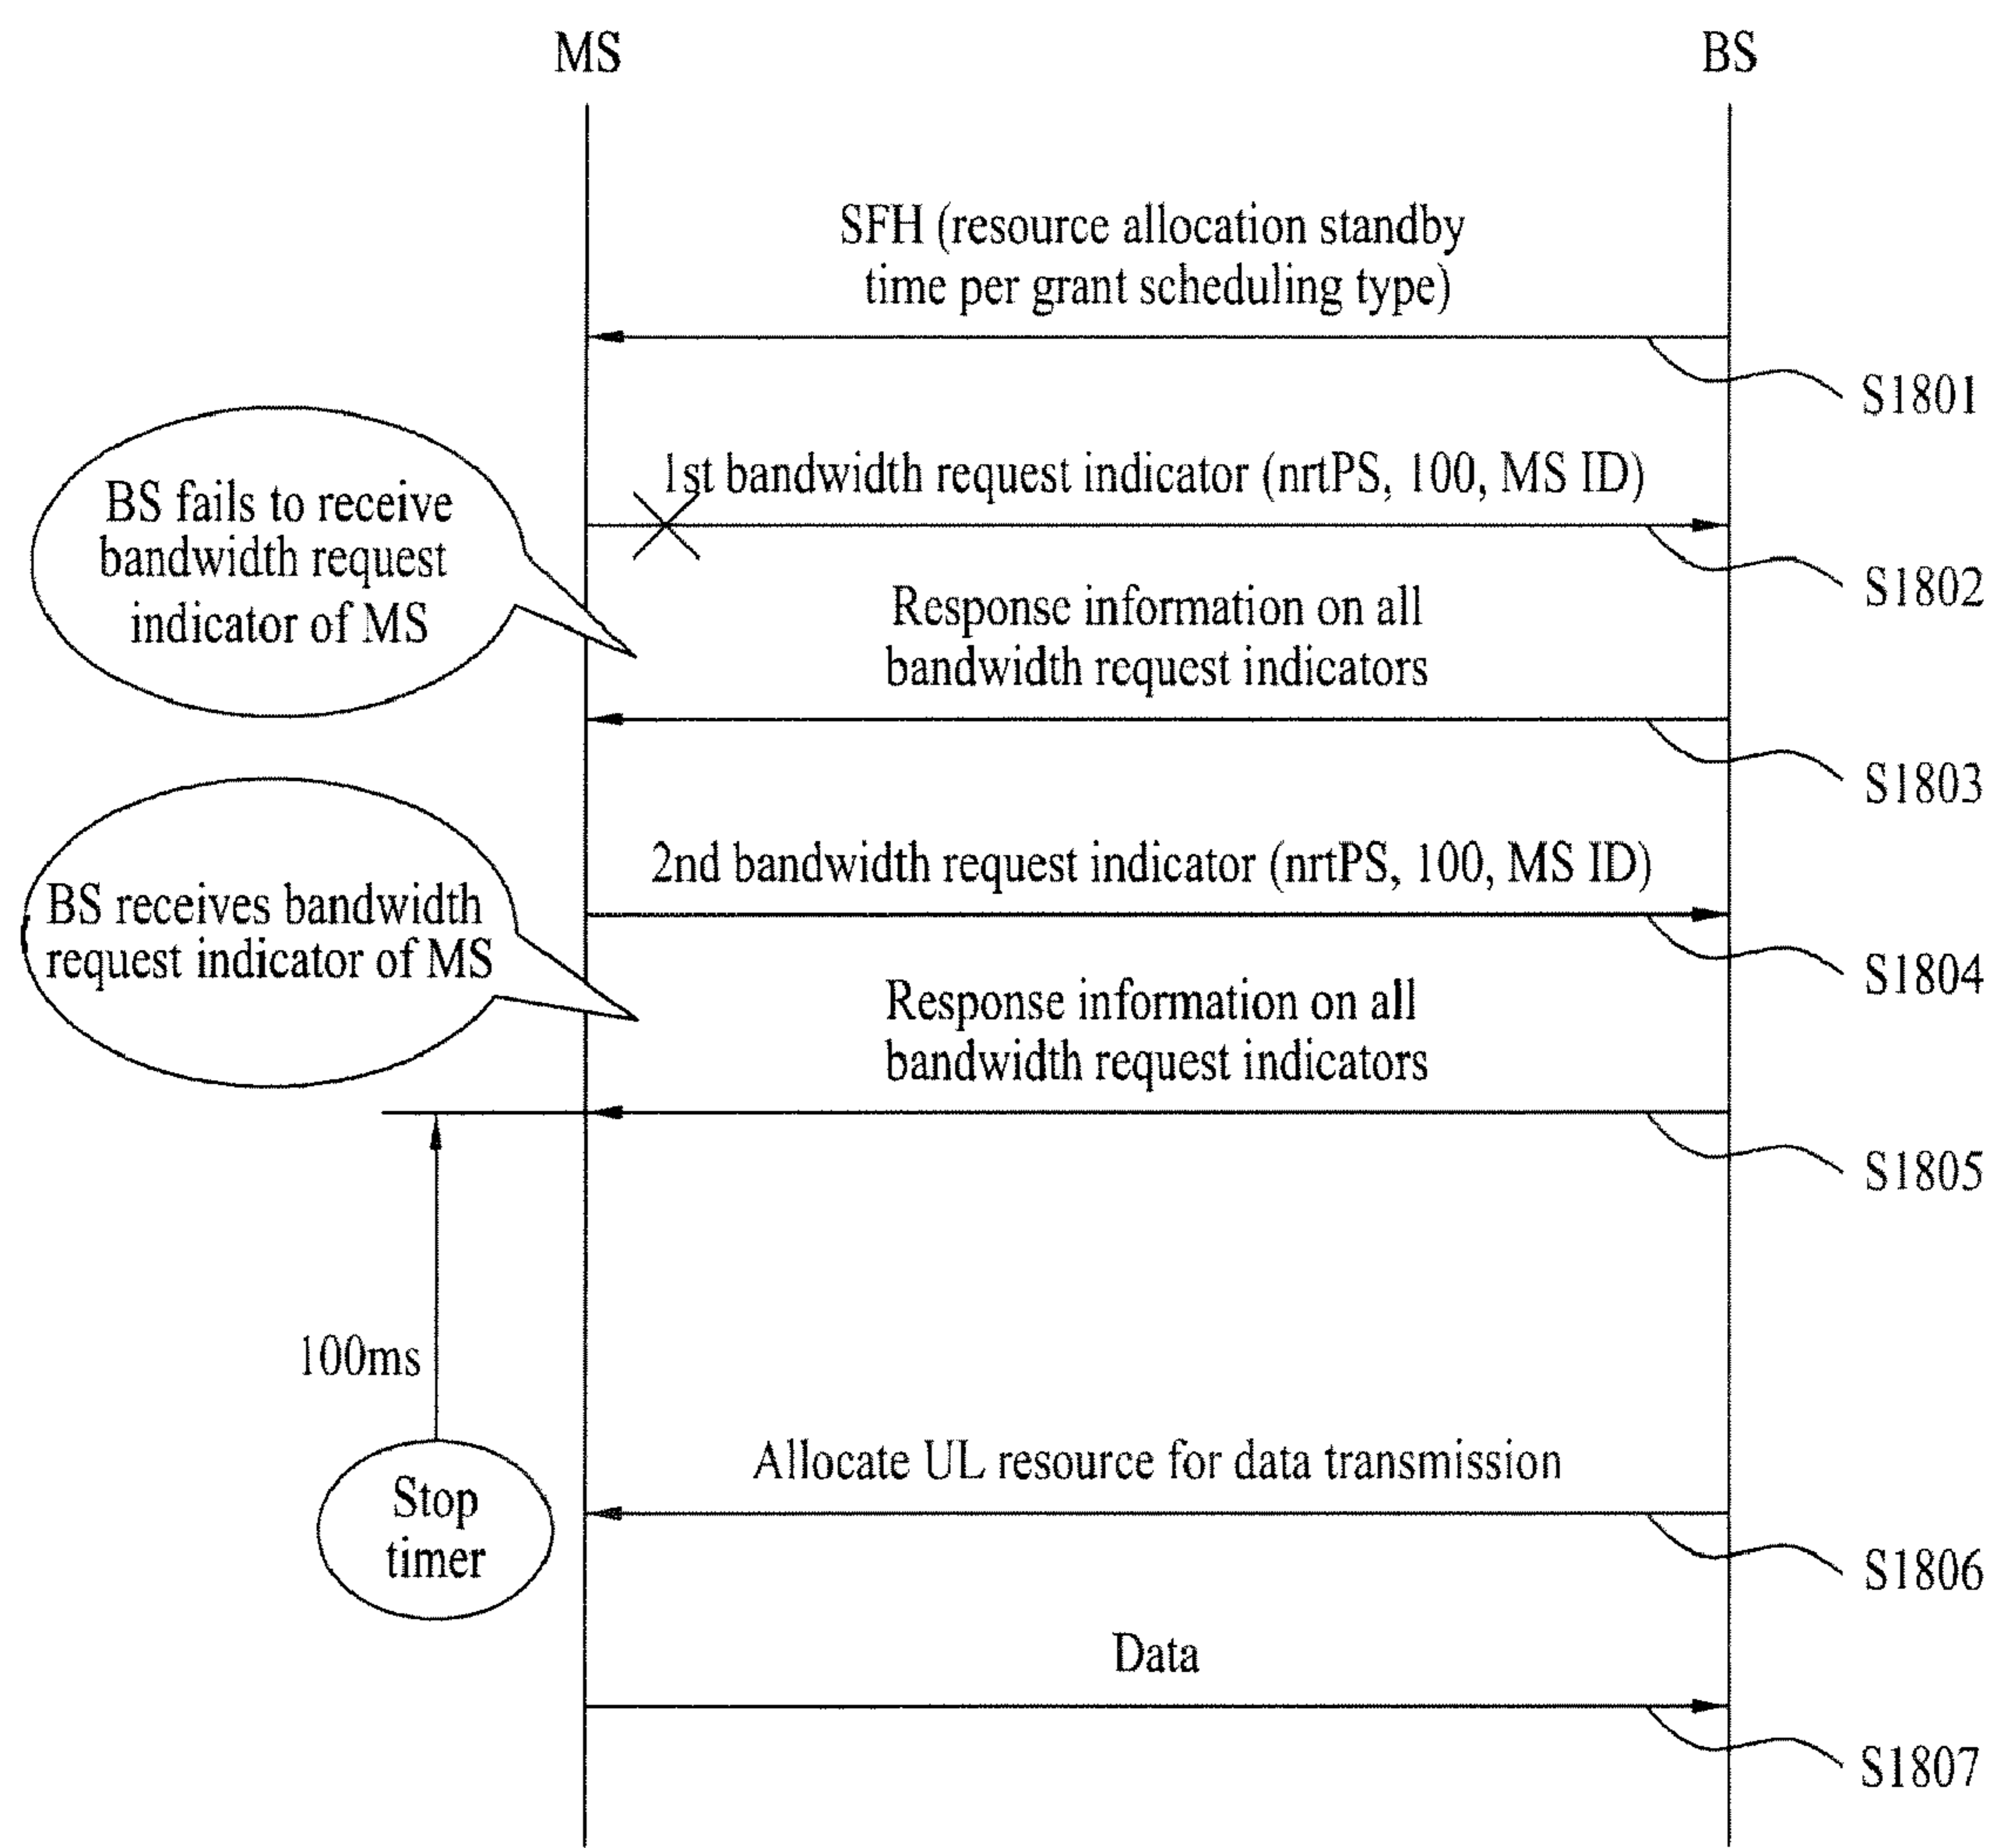 MS
BS
SFH (resource allocation standby
time per grant scheduling type)
S1801
1st bandwidth request indicator (nrtPS, 100, MS ID)
BS fails to receive
bandwidth request
indicator of MS
S1802
Response information on all
bandwidth request indicators
S1803
2nd bandwidth request indicator (nrtPS, 100, MS ID)
BS receives bandwidth
request indicator of MS
S1804
Response information on all
bandwidth request indicators
S1805
100ms
Allocate UL resource for data transmission
Stop
timer
S1806
Data
S1807